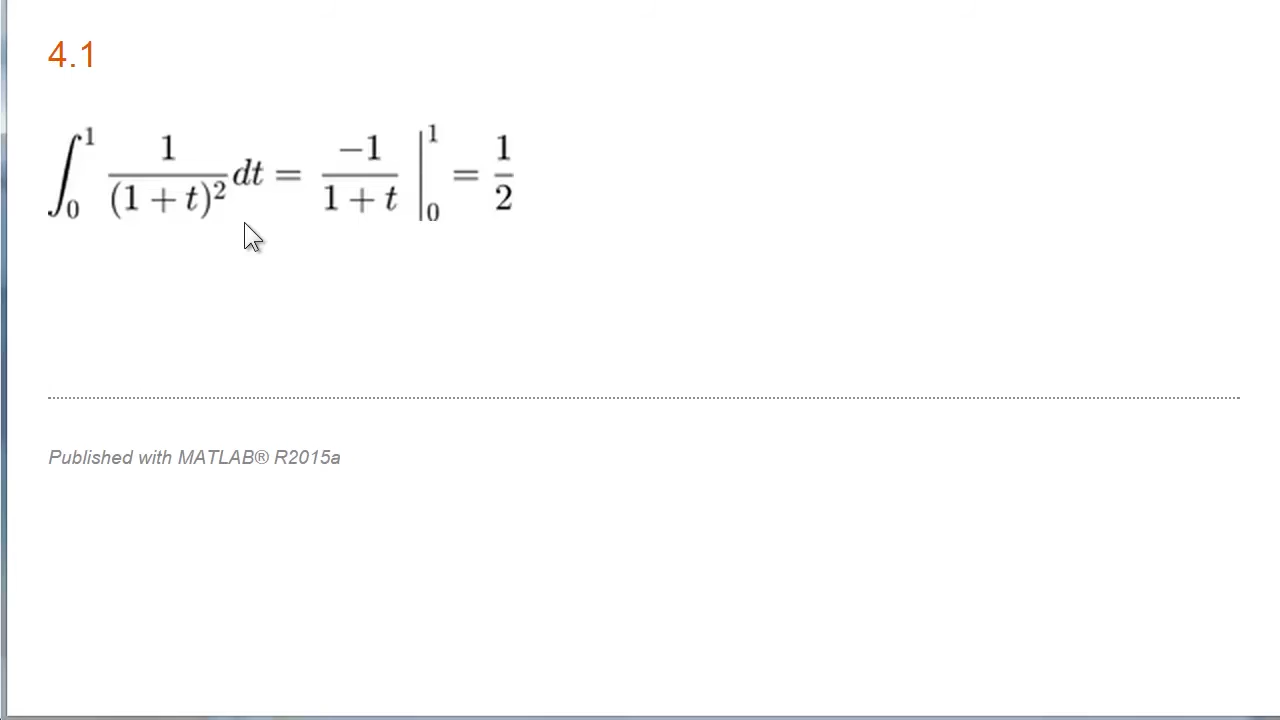 4.1
∫₀¹ 1/(1 + t)² dt = −1/(1 + t) |₀¹ = 1/2
Published with MATLAB® R2015a